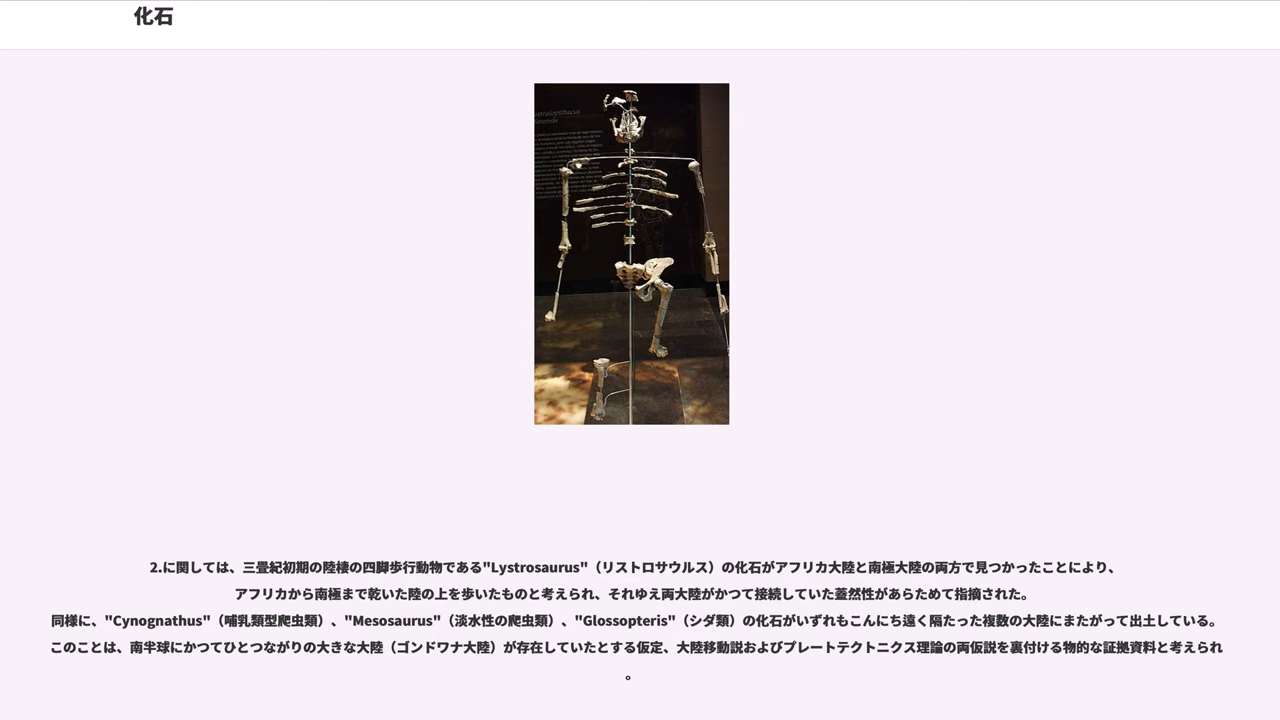 化石
2.に関しては、三畳紀初期の陸棲の四脚歩行動物である"Lystrosaurus"（リストロサウルス）の化石がアフリカ大陸と南極大陸の両方で見つかったことにより、
アフリカから南極まで乾いた陸の上を歩いたものと考えられ、それゆえ両大陸がかつて接続していた蓋然性があらためて指摘された。
同様に、"Cynognathus"（哺乳類型爬虫類）、"Mesosaurus"（淡水性の爬虫類）、"Glossopteris"（シダ類）の化石がいずれもこんにち遠く隔たった複数の大陸にまたがって出土している。
このことは、南半球にかつてひとつながりの大きな大陸（ゴンドワナ大陸）が存在していたとする仮定、大陸移動説およびプレートテクトニクス理論の両仮説を裏付ける物的な証拠資料と考えられ
。